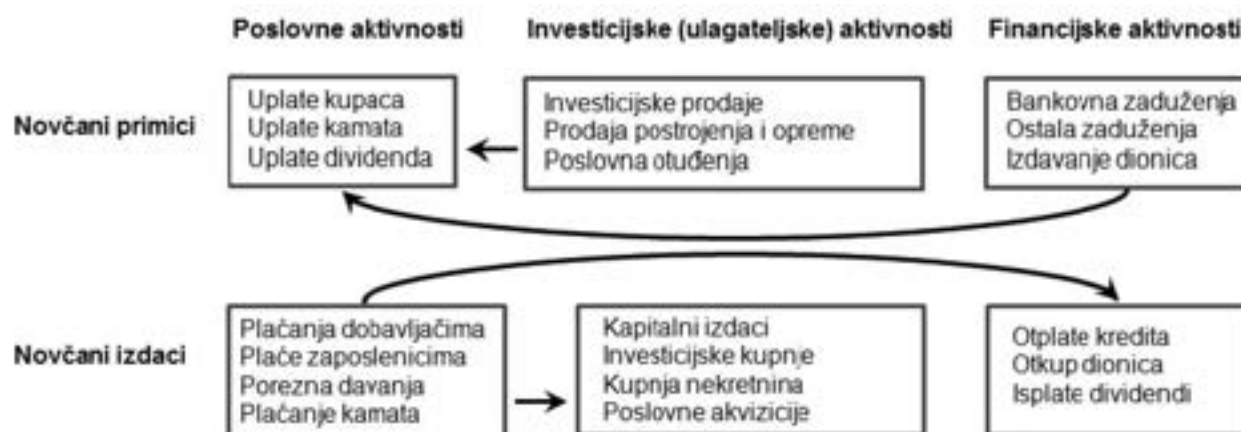 Poslovne aktivnosti
Investicijske (ulagateljske) aktivnosti
Financijske aktivnosti
Novčani primici
Uplate kupaca
Uplate kamata
Uplate dividenda
Investicijske prodaje
Prodaja postrojenja i opreme
Poslovna otuđenja
Bankovna zaduženja
Ostala zaduženja
Izdavanje dionica
Novčani izdaci
Plaćanja dobavljačima
Plaće zaposlenicima
Porezna davanja
Plaćanje kamata
Kapitalni izdaci
Investicijske kupnje
Kupnja nekretnina
Poslovne akvizicije
Otplate kredita
Otkup dionica
Isplate dividendi